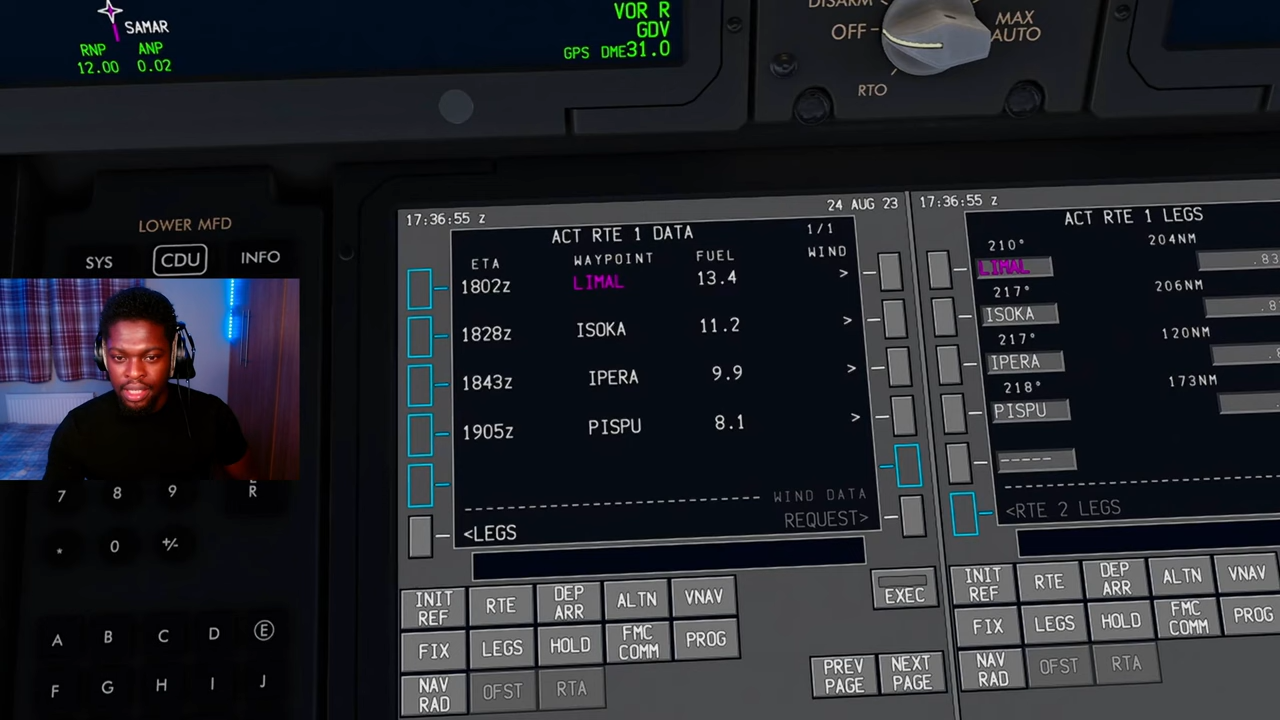 SAMAR
RNP ANP
12.00 0.02
VOR R
GDV
GPS DME31.0
DISARM
OFF
MAX
AUTO
RTO
LOWER MFD
SYS CDU INFO
7 8 9
* 0 +/-
A B C D E
F G H I J
17:36:55 z 24 AUG 23
ACT RTE 1 DATA 1/1
ETA WAYPOINT FUEL WIND
1802z LIMAL 13.4 >
1828z ISOKA 11.2 >
1843z IPERA 9.9 >
1905z PISPU 8.1 >
-------------------- WIND DATA
<LEGS REQUEST>
INIT REF RTE DEP ARR ALTN VNAV
EXEC
FIX LEGS HOLD FMC COMM PROG
NAV RAD OFST RTA
PREV PAGE NEXT PAGE
17:36:55 z
ACT RTE 1 LEGS
210° 204NM
LIMAL .83
217° 206NM
ISOKA
217° 120NM
IPERA
218° 173NM
PISPU
-----
<RTE 2 LEGS
INIT REF RTE DEP ARR ALTN VNAV
FIX LEGS HOLD FMC COMM PROG
NAV RAD OFST RTA